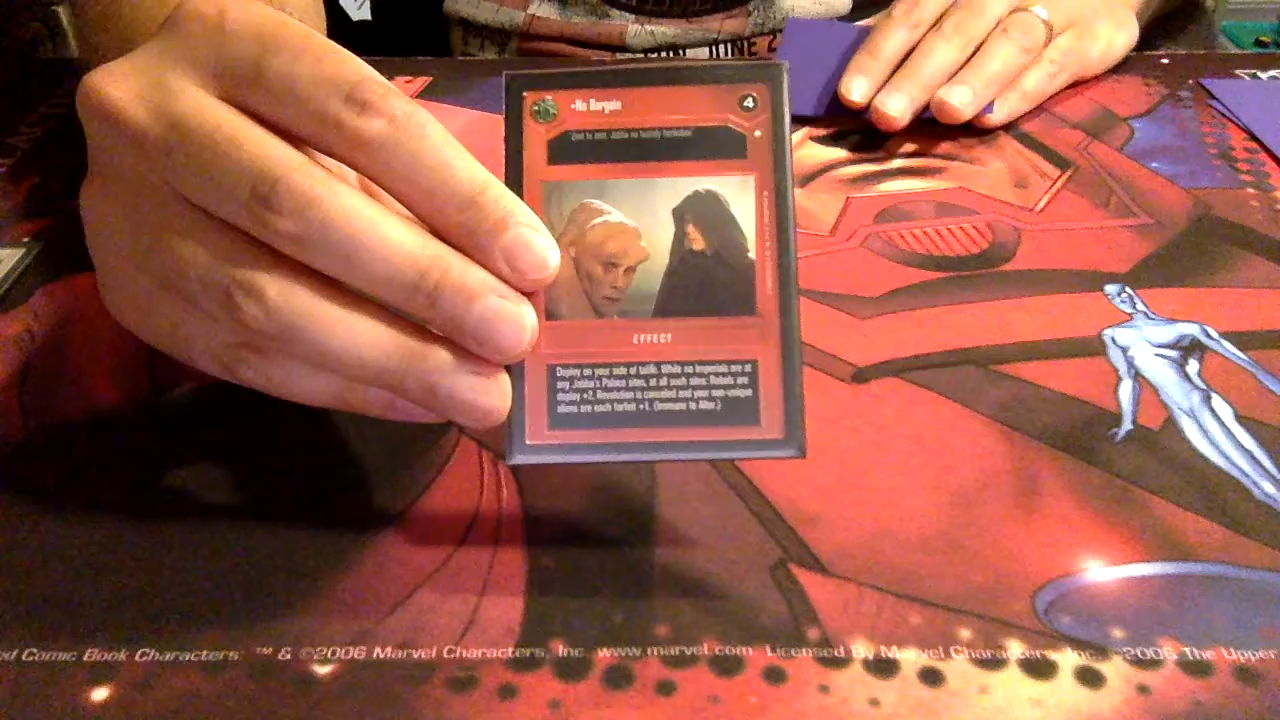 JUNE 2
•No Bargain
4
EFFECT
Deploy on your side of table. While no Imperials are at
any Jabba's Palace sites, at all such sites: Rebels are
deploy +2, Revolution is canceled and your non-unique
aliens are each forfeit +1. (Immune to Alter.)
ed Comic Book Characters: ™ & ©2006 Marvel Characters, Inc. www.marvel.com Licensed By Marvel Characters, Inc. ©2006 The Upper